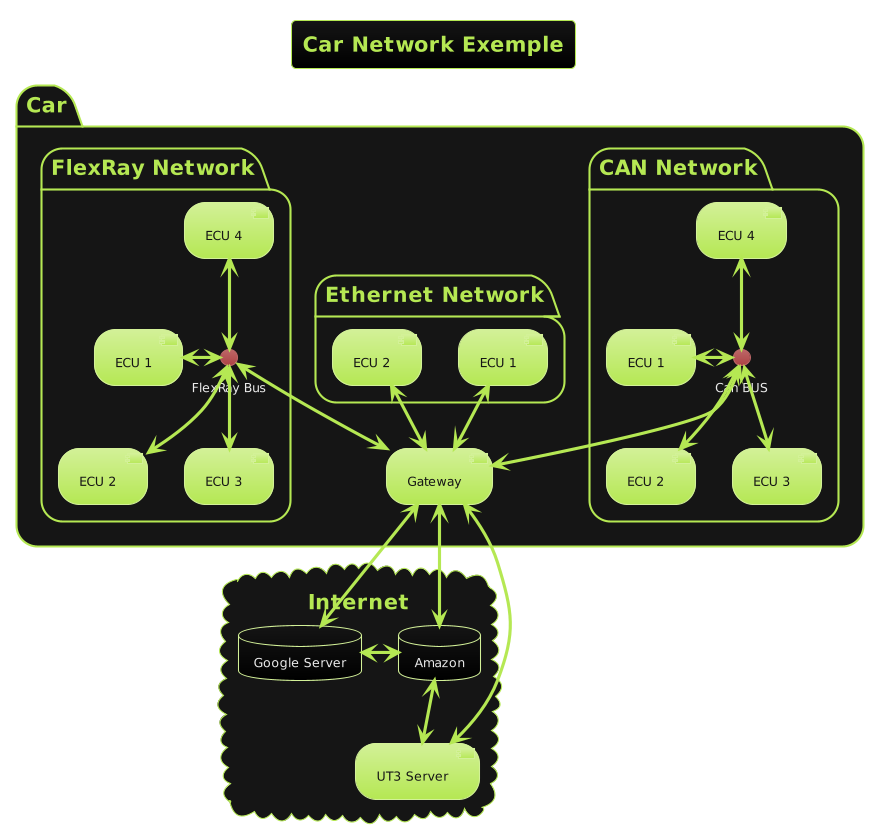 Car Network Exemple
Car
FlexRay Network
ECU 4
ECU 1
FlexRay Bus
ECU 2
ECU 3
Ethernet Network
ECU 2
ECU 1
CAN Network
ECU 4
ECU 1
Can BUS
ECU 2
ECU 3
Gateway
Internet
Google Server
Amazon
UT3 Server